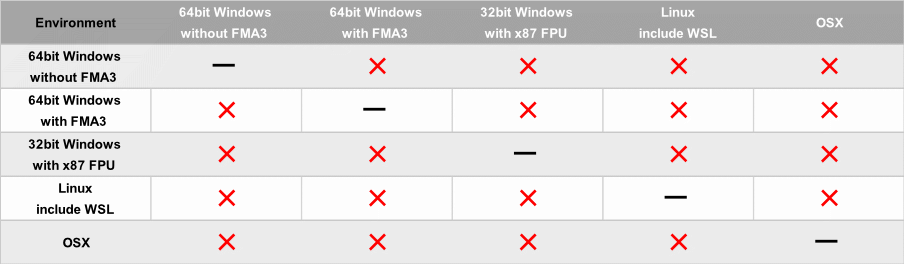 Environment
64bit Windows
without FMA3
64bit Windows
with FMA3
32bit Windows
with x87 FPU
Linux
include WSL
OSX
64bit Windows
without FMA3
64bit Windows
with FMA3
32bit Windows
with x87 FPU
Linux
include WSL
OSX